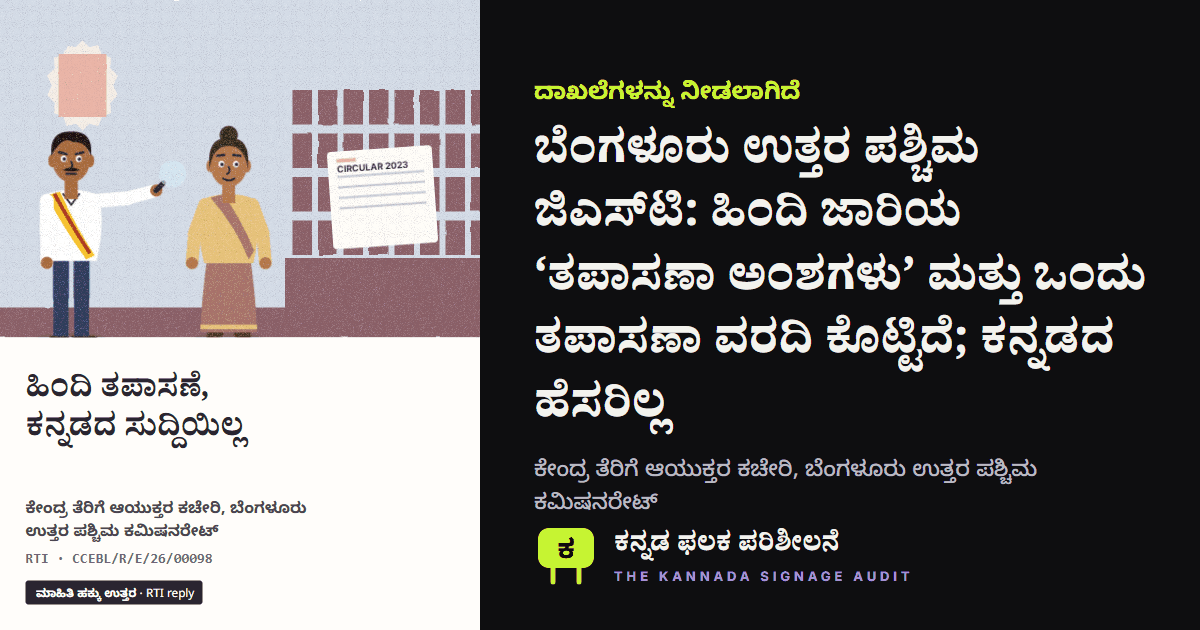 CIRCULAR 2023
ಹಿಂದಿ ತಪಾಸಣೆ,
ಕನ್ನಡದ ಸುದ್ದಿಯಿಲ್ಲ
ಕೇಂದ್ರ ತೆರಿಗೆ ಆಯುಕ್ತರ ಕಚೇರಿ, ಬೆಂಗಳೂರು
ಉತ್ತರ ಪಶ್ಚಿಮ ಕಮಿಷನರೇಟ್
RTI · CCEBL/R/E/26/00098
ಮಾಹಿತಿ ಹಕ್ಕು ಉತ್ತರ · RTI reply
ದಾಖಲೆಗಳನ್ನು ನೀಡಲಾಗಿದೆ
ಬೆಂಗಳೂರು ಉತ್ತರ ಪಶ್ಚಿಮ
ಜಿಎಸ್‌ಟಿ: ಹಿಂದಿ ಜಾರಿಯ
‘ತಪಾಸಣಾ ಅಂಶಗಳು’ ಮತ್ತು ಒಂದು
ತಪಾಸಣಾ ವರದಿ ಕೊಟ್ಟಿದೆ; ಕನ್ನಡದ
ಹೆಸರಿಲ್ಲ
ಕೇಂದ್ರ ತೆರಿಗೆ ಆಯುಕ್ತರ ಕಚೇರಿ, ಬೆಂಗಳೂರು ಉತ್ತರ ಪಶ್ಚಿಮ
ಕಮಿಷನರೇಟ್
ಕ
ಕನ್ನಡ ಫಲಕ ಪರಿಶೀಲನೆ
THE KANNADA SIGNAGE AUDIT